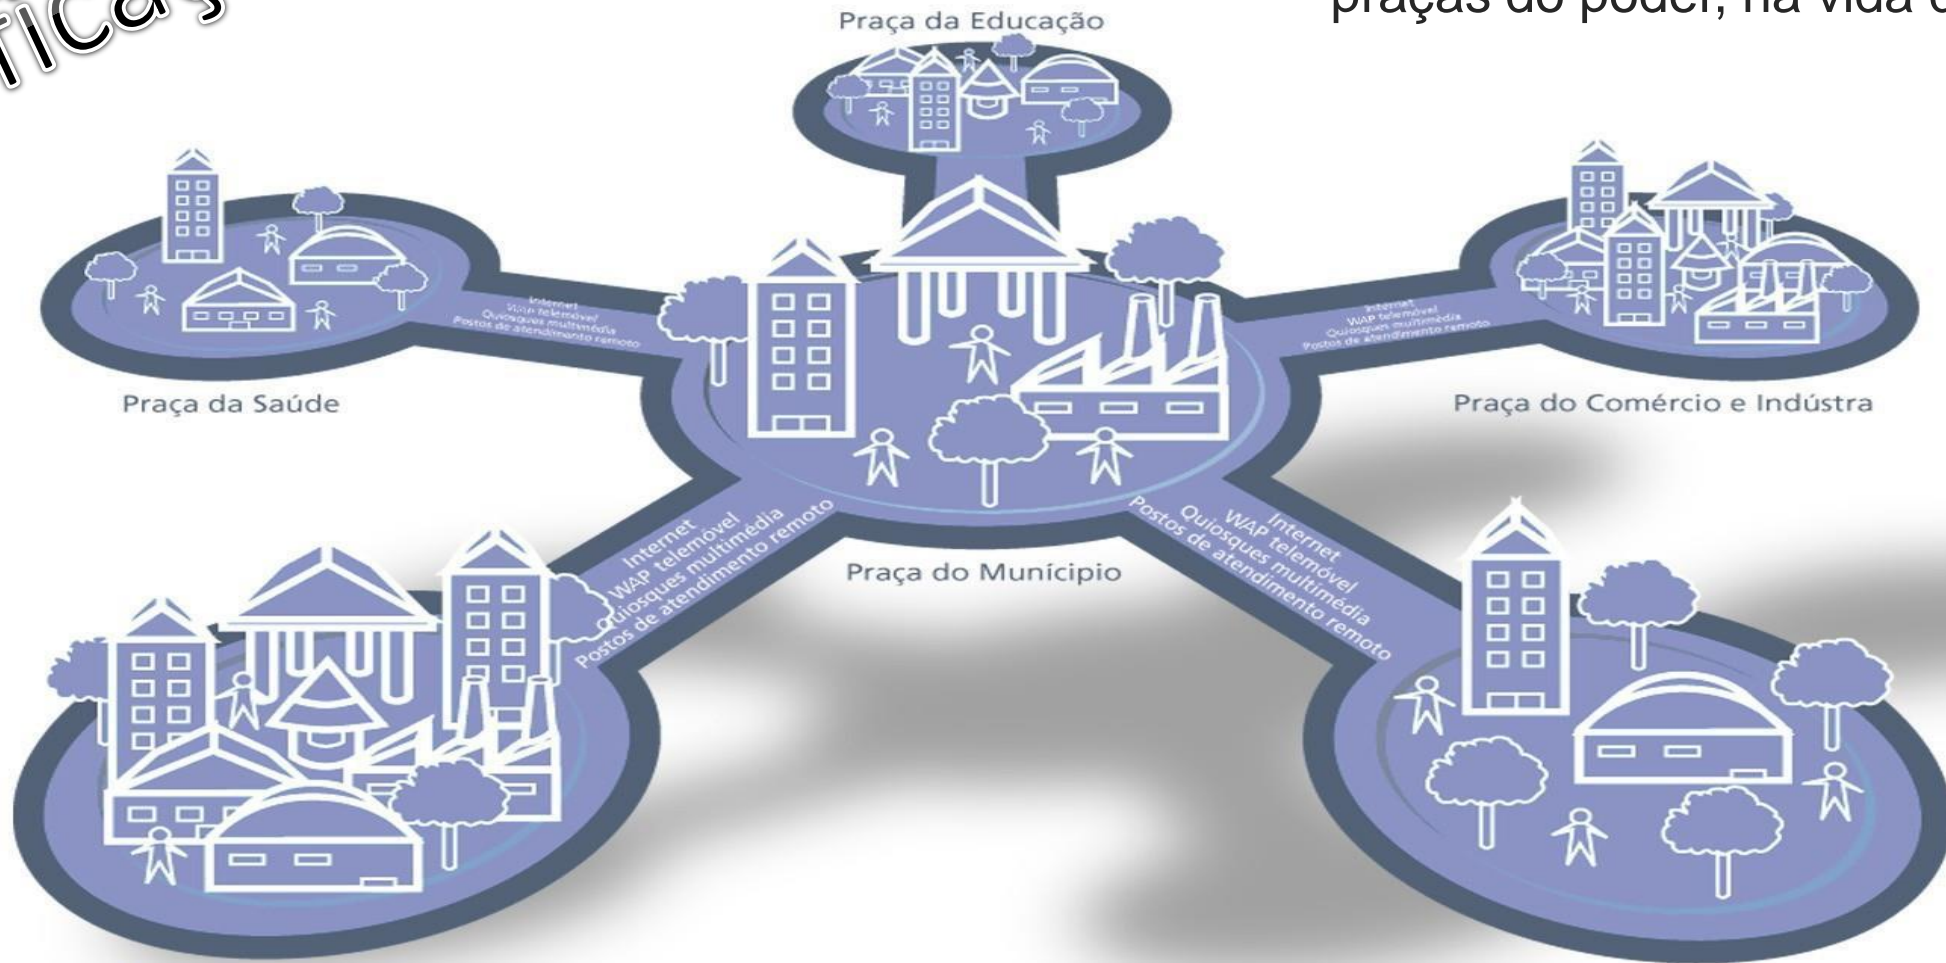 praças do poder, na vida
Praça da Educação
Internet
WAP telemóvel
Quiosques multimédia
Postos de atendimento remoto
Internet
WAP telemóvel
Quiosques multimédia
Postos de atendimento remoto
Praça da Saúde
Praça do Comércio e Indústra
Internet
WAP telemóvel
Quiosques multimédia
Postos de atendimento remoto
Internet
WAP telemóvel
Quiosques multimédia
Postos de atendimento remoto
Praça do Munícipio